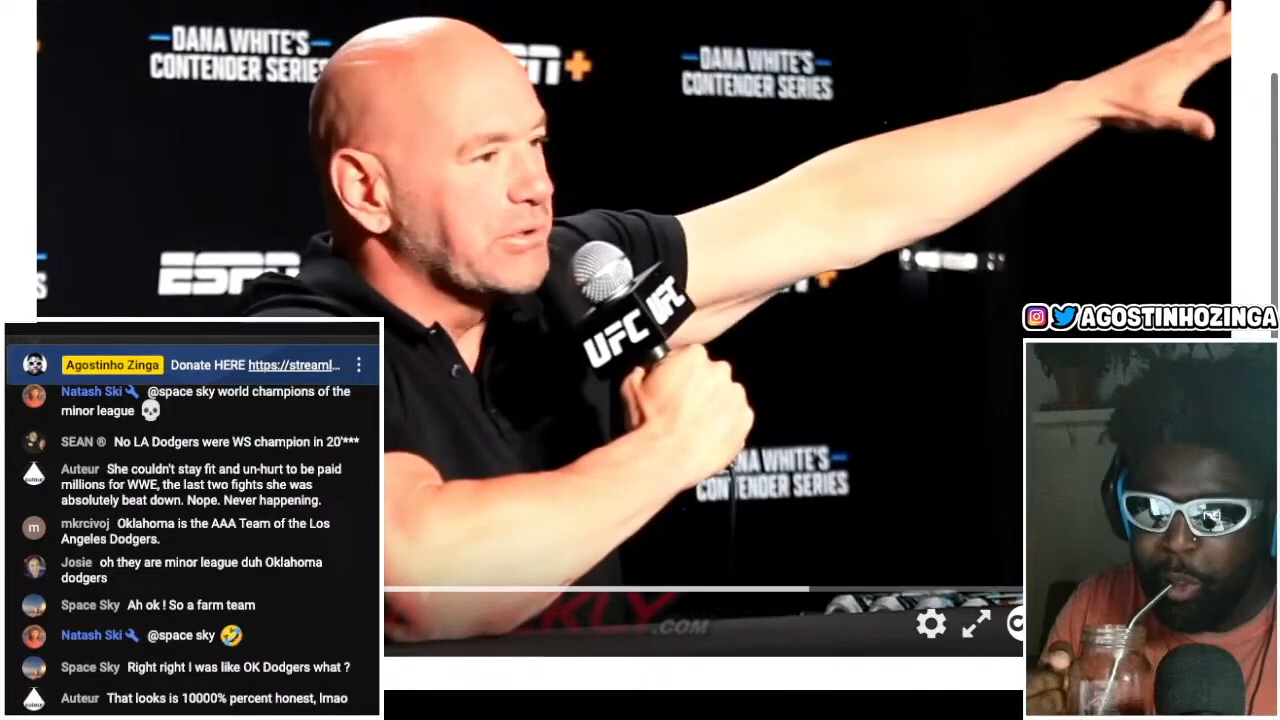 DANA WHITE'S
CONTENDER SERIES
DANA WHITE'S
CONTENDER SERIES
ESPN
UFC
UFC
WHITE'S
CONTENDER SERIES
.COM
AGOSTINHOZINGA
Agostinho Zinga Donate HERE https://streaml...
Natash Ski @space sky world champions of the
minor league 💀
SEAN ® No LA Dodgers were WS champion in 20'***
Auteur She couldn't stay fit and un-hurt to be paid
millions for WWE, the last two fights she was
absolutely beat down. Nope. Never happening.
m mkrcivoj Oklahoma is the AAA Team of the Los
Angeles Dodgers.
Josie oh they are minor league duh Oklahoma
dodgers
Space Sky Ah ok ! So a farm team
Natash Ski @space sky 🤣
Space Sky Right right I was like OK Dodgers what ?
Auteur That looks is 10000% percent honest, lmao